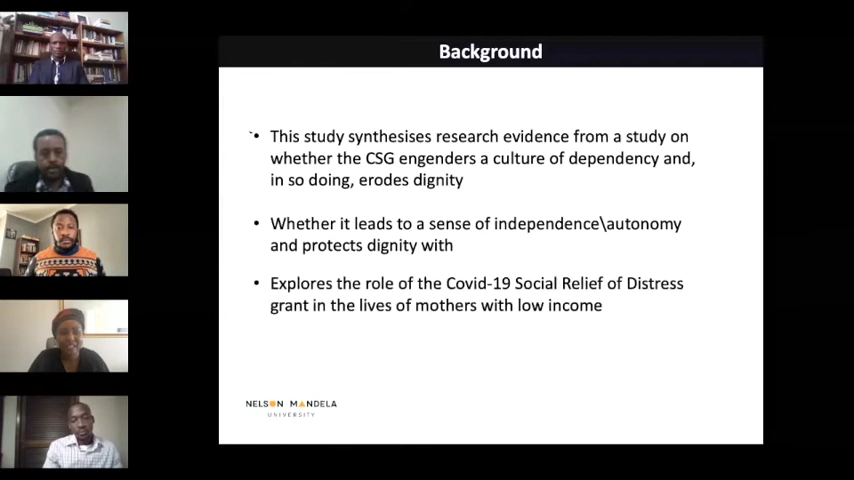 Background
• This study synthesises research evidence from a study on
whether the CSG engenders a culture of dependency and,
in so doing, erodes dignity
• Whether it leads to a sense of independence\autonomy
and protects dignity with
• Explores the role of the Covid-19 Social Relief of Distress
grant in the lives of mothers with low income
NELSON MANDELA
UNIVERSITY